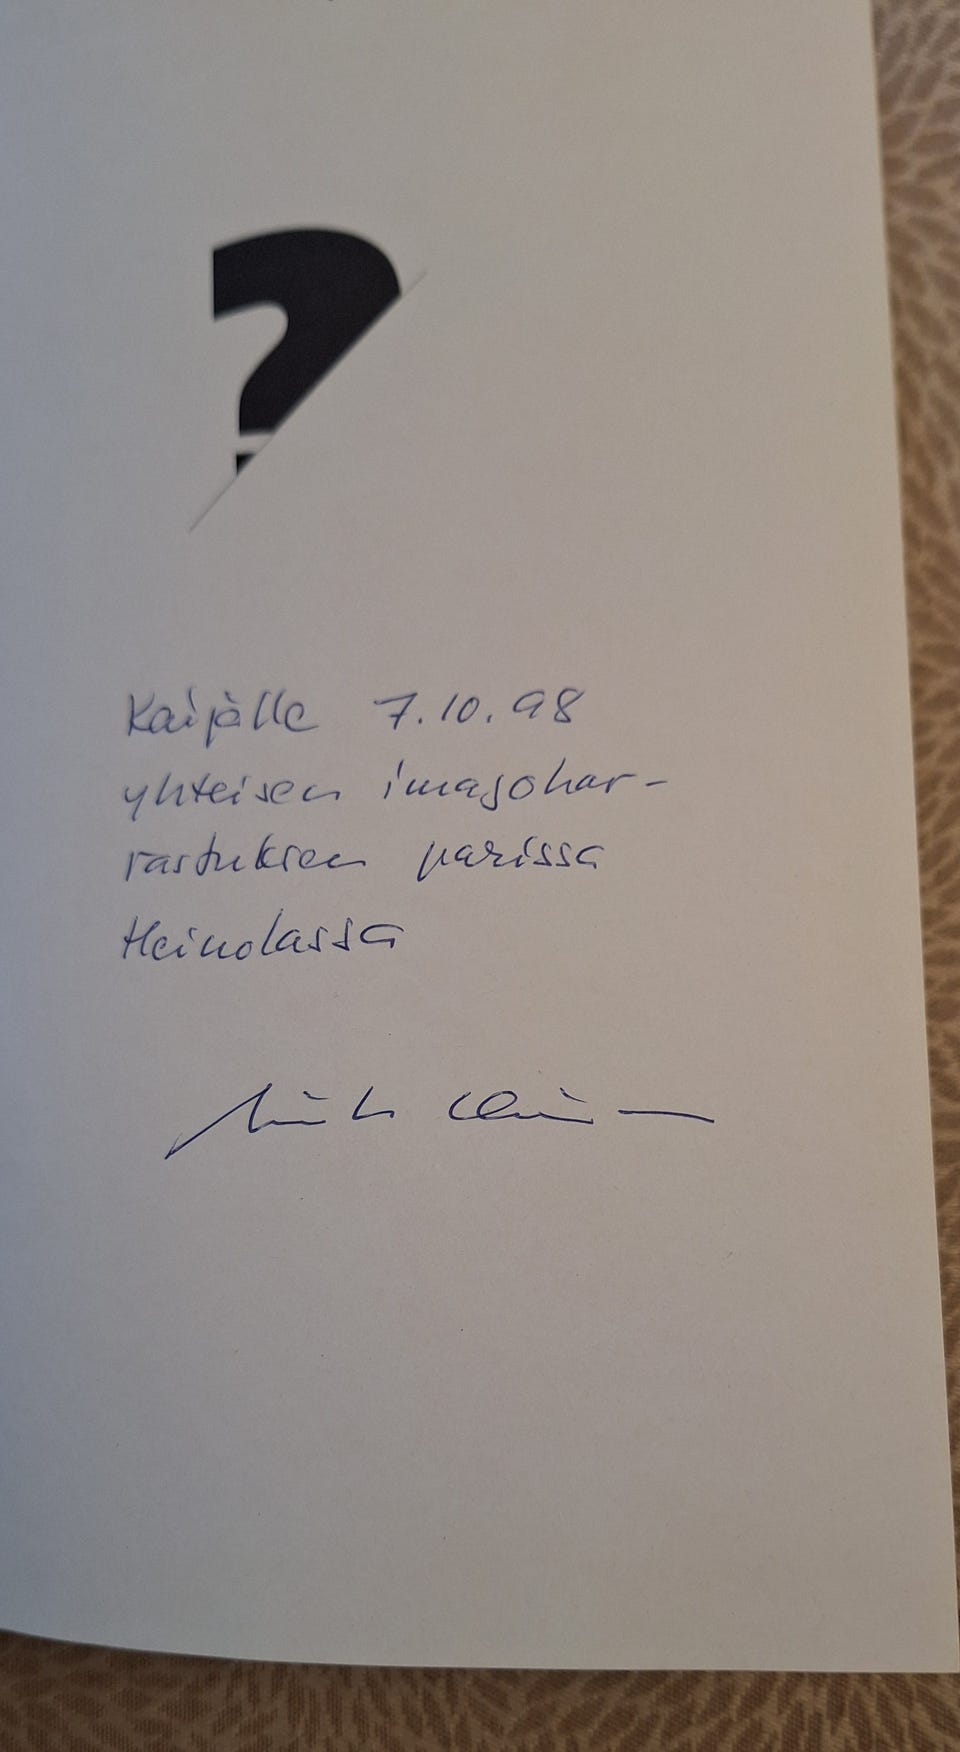 ?
Kaijalle 7.10.98
yhteisen imagohar-
rastuksen parissa
Heinolassa